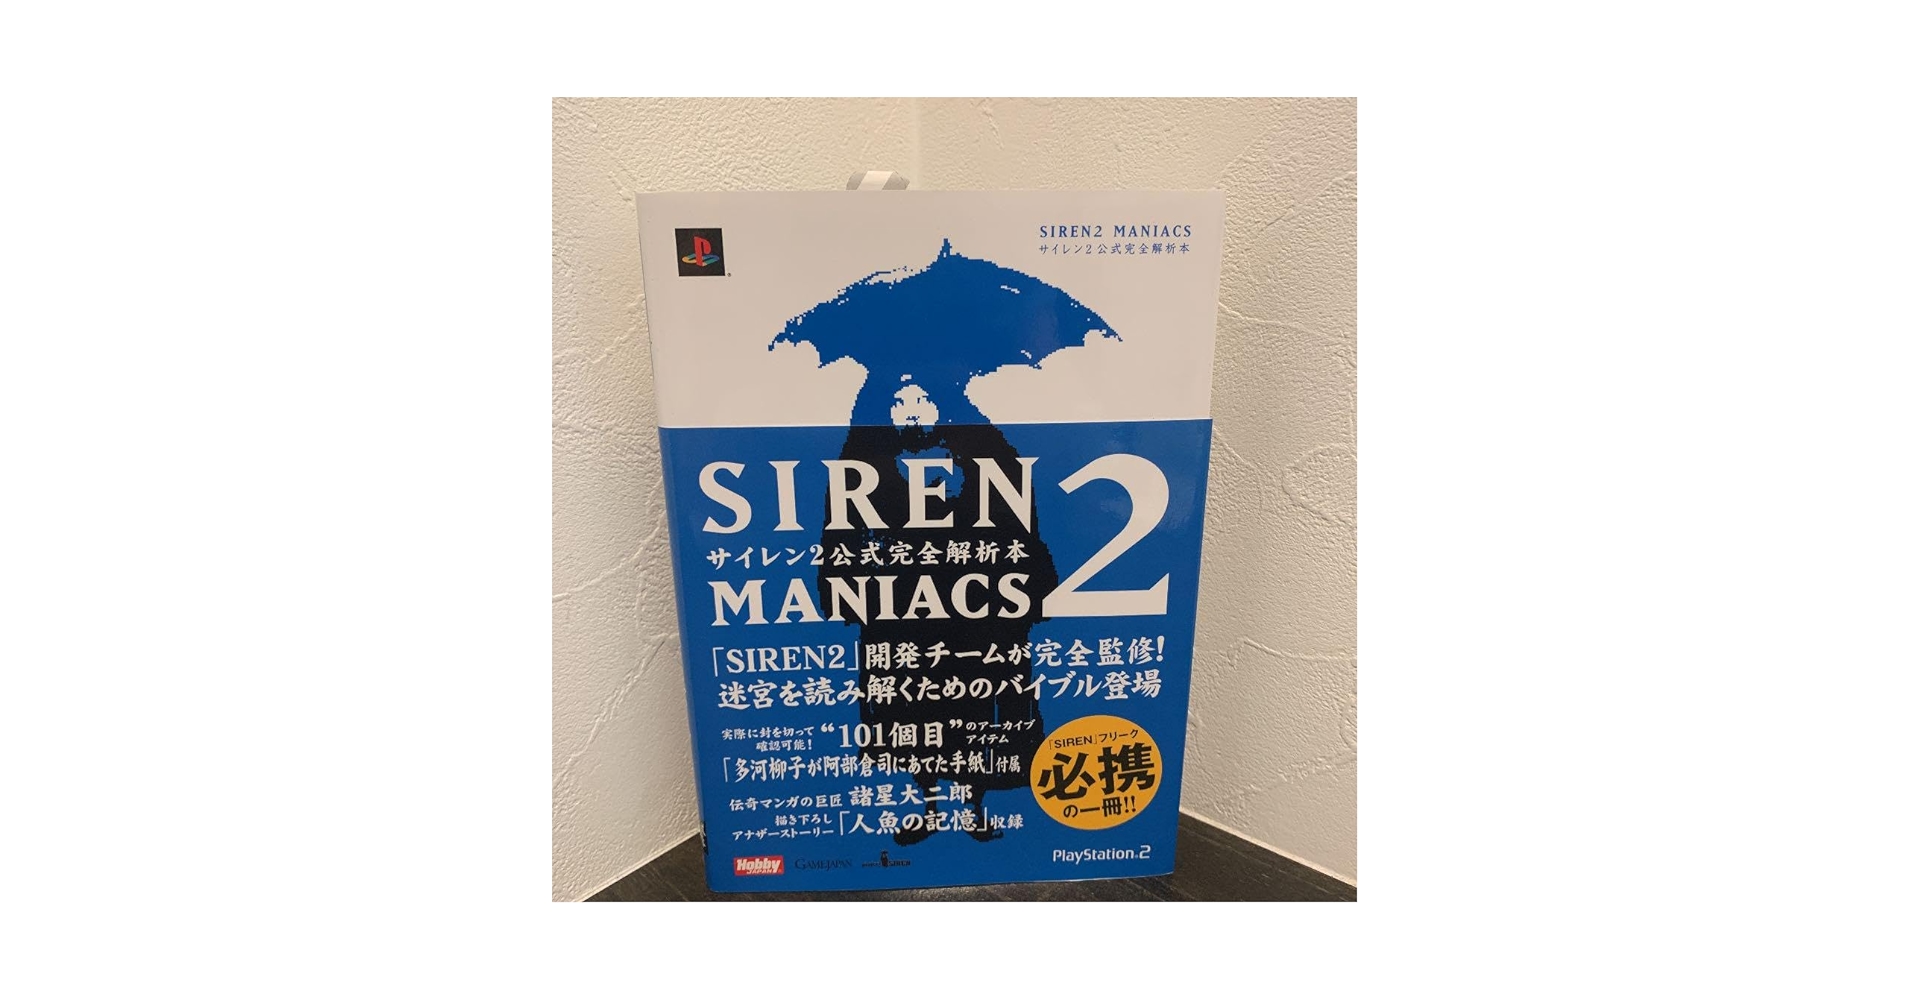 SIREN2 MANIACS
サイレン2公式完全解析本
SIREN 2
サイレン2公式完全解析本
MANIACS
「SIREN2」開発チームが完全監修!
迷宮を読み解くためのバイブル登場
実際に封を切って
確認可能!
“101個目”のアーカイブ
アイテム
「多河柳子が阿部倉司にあてた手紙」付属
伝奇マンガの巨匠 諸星大二郎
描き下ろし
アナザーストーリー「人魚の記憶」収録
「SIREN」フリーク
必携
の一冊!!
Hobby
JAPAN
GAMEJAPAN
SIREN
PlayStation®2